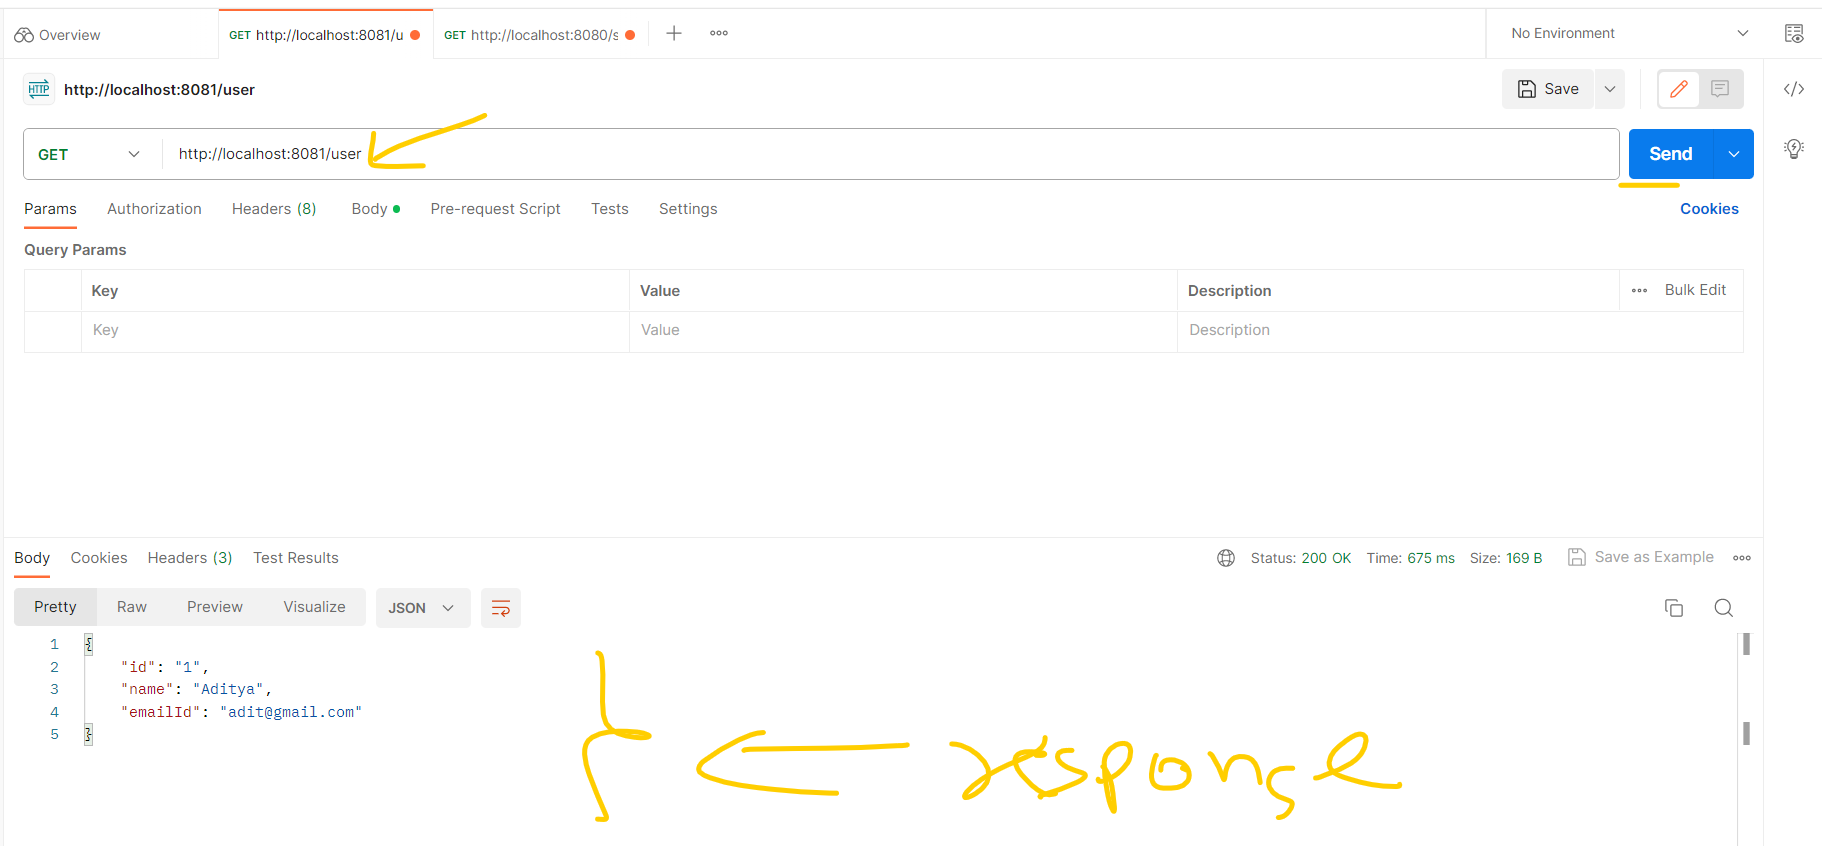 Overview
GET http://localhost:8081/u
GET http://localhost:8080/s
No Environment
HTTP http://localhost:8081/user
Save
GET http://localhost:8081/user
Send
Params Authorization Headers (8) Body Pre-request Script Tests Settings Cookies
Query Params
Key Value Description Bulk Edit
Key Value Description
Body Cookies Headers (3) Test Results Status: 200 OK Time: 675 ms Size: 169 B Save as Example
Pretty Raw Preview Visualize JSON
1 {
2 "id": "1",
3 "name": "Aditya",
4 "emailId": "adit@gmail.com"
5 }
response